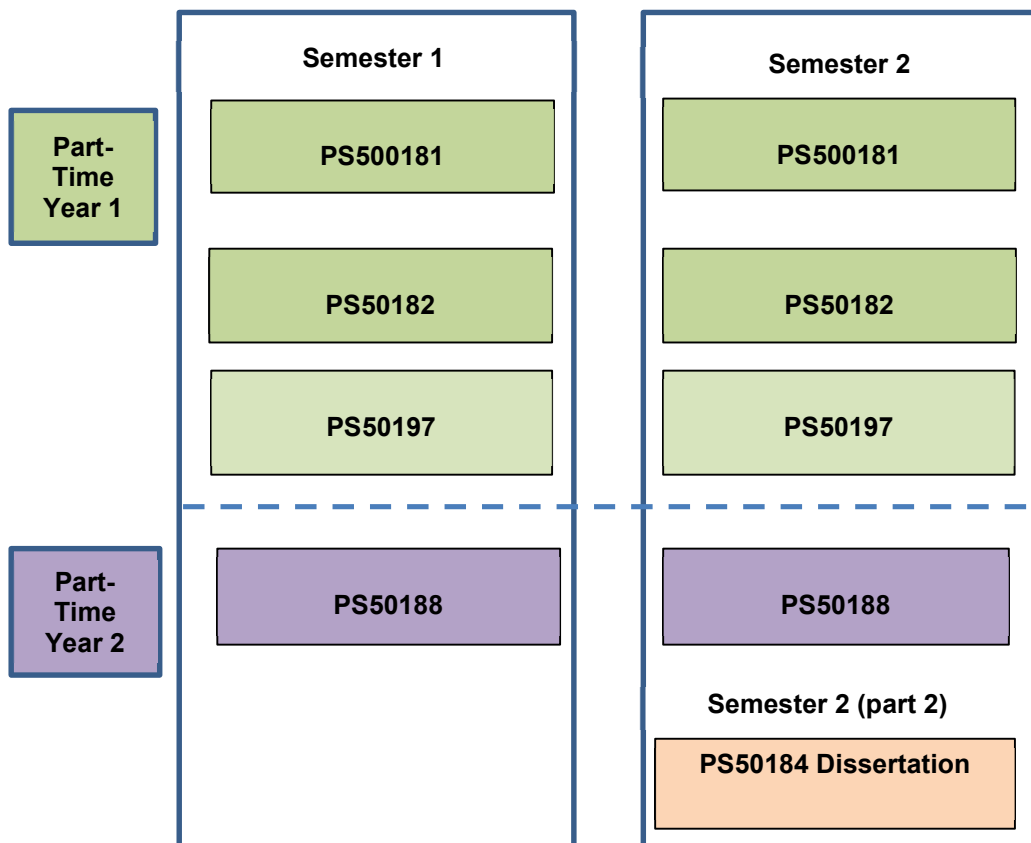 Semester 1
Semester 2
Part-
Time
Year 1
PS500181
PS500181
PS50182
PS50182
PS50197
PS50197
Part-
Time
Year 2
PS50188
PS50188
Semester 2 (part 2)
PS50184 Dissertation